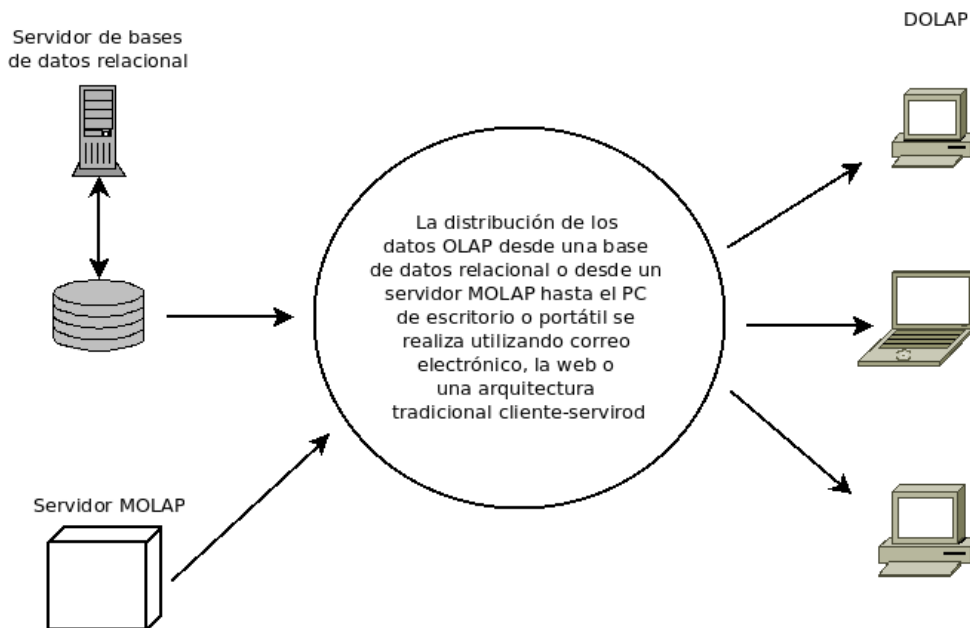 DOLAP
Servidor de bases
de datos relacional
La distribución de los
datos OLAP desde una base
de datos relacional o desde un
servidor MOLAP hasta el PC
de escritorio o portátil se
realiza utilizando correo
electrónico, la web o
una arquitectura
tradicional cliente-servirod
Servidor MOLAP